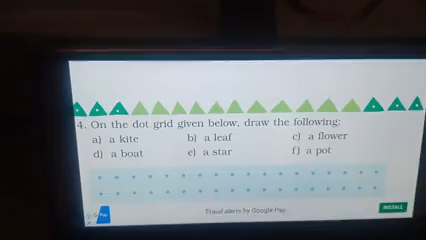 4. On the dot grid given below, draw the following:
a) a kite b) a leaf c) a flower
d) a boat e) a star f) a pot
Pay
Fraud alerts by Google Pay
INSTALL